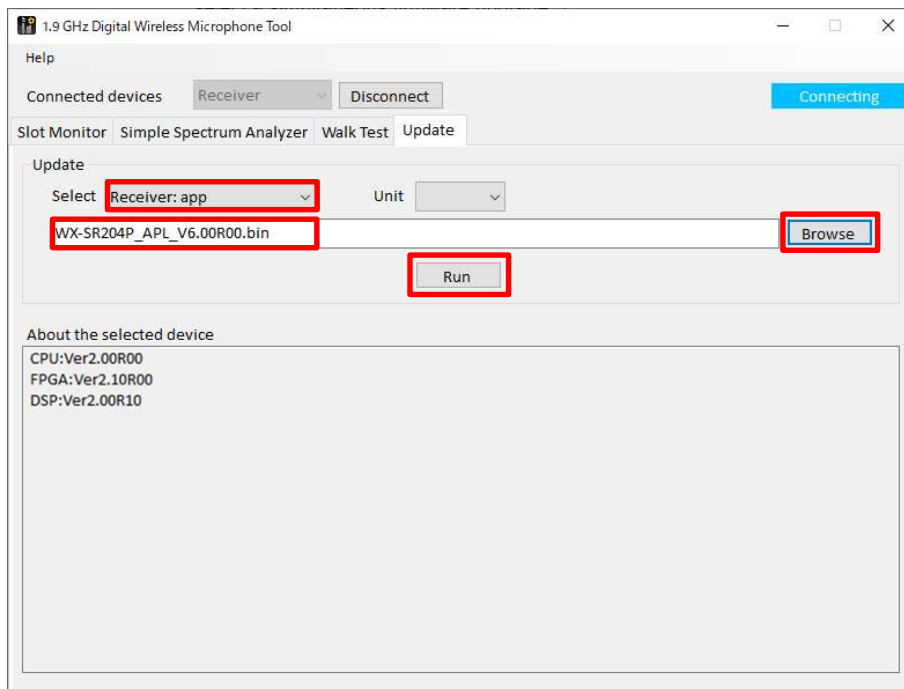 1.9 GHz Digital Wireless Microphone Tool
Help
Connected devices Receiver Disconnect Connecting
Slot Monitor Simple Spectrum Analyzer Walk Test Update
Update
Select Receiver: app Unit
WX-SR204P_APL_V6.00R00.bin Browse
Run
About the selected device
CPU:Ver2.00R00
FPGA:Ver2.10R00
DSP:Ver2.00R10